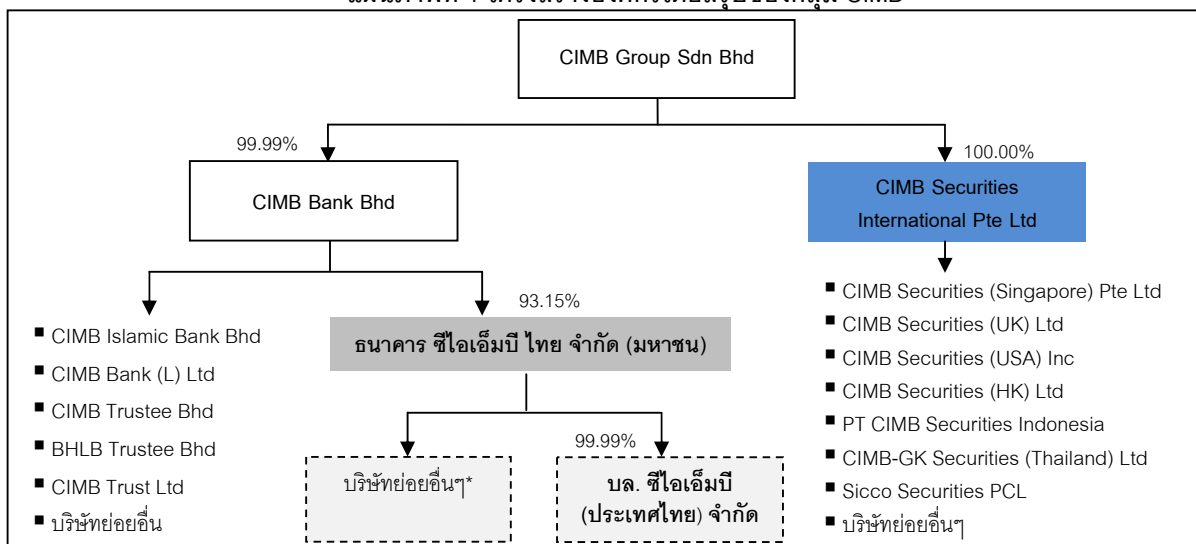 CIMB Group Sdn Bhd
99.99%
100.00%
CIMB Bank Bhd
CIMB Securities
International Pte Ltd
93.15%
▪ CIMB Islamic Bank Bhd
▪ CIMB Bank (L) Ltd
▪ CIMB Trustee Bhd
▪ BHLB Trustee Bhd
▪ CIMB Trust Ltd
▪ บริษัทย่อยอื่น
ธนาคาร ซีไอเอ็มบี ไทย จำกัด (มหาชน)
99.99%
บริษัทย่อยอื่นๆ*
บล. ซีไอเอ็มบี
(ประเทศไทย) จำกัด
▪ CIMB Securities (Singapore) Pte Ltd
▪ CIMB Securities (UK) Ltd
▪ CIMB Securities (USA) Inc
▪ CIMB Securities (HK) Ltd
▪ PT CIMB Securities Indonesia
▪ CIMB-GK Securities (Thailand) Ltd
▪ Sicco Securities PCL
▪ บริษัทย่อยอื่นๆ